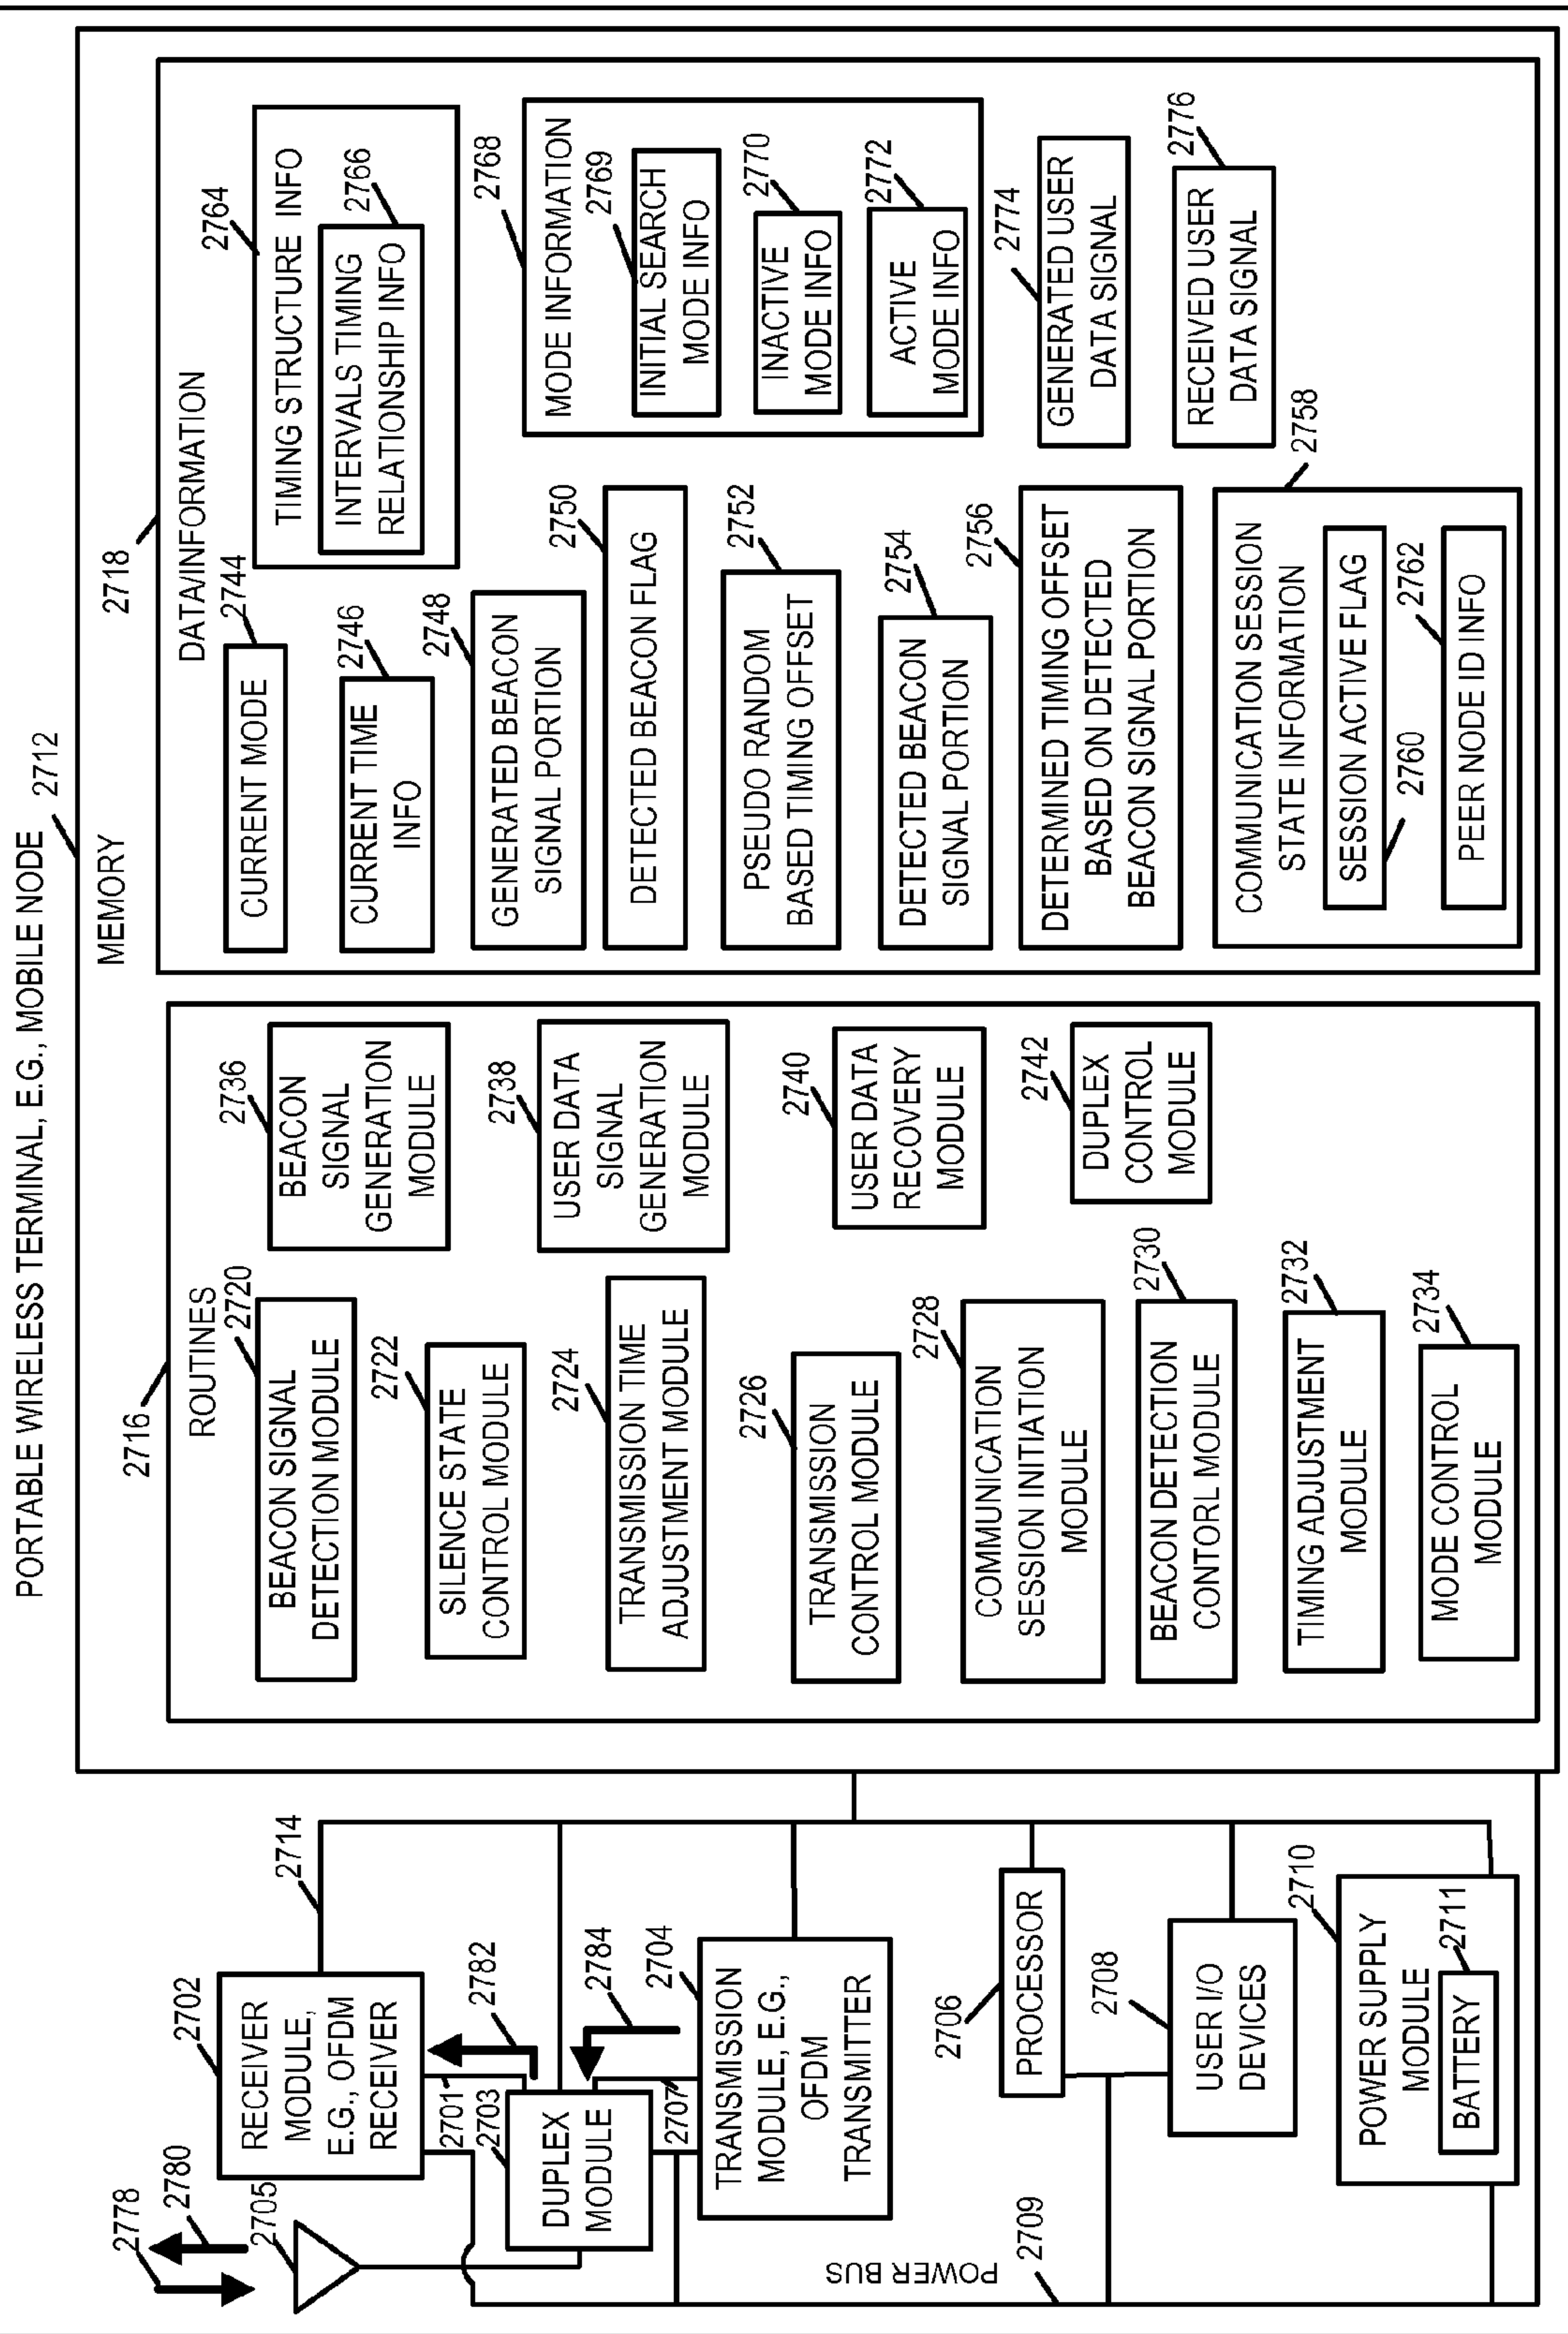 PORTABLE WIRELESS TERMINAL, E.G., MOBILE NODE
2712
MEMORY
2778
2780
2705
2702
RECEIVER
MODULE,
E.G., OFDM
RECEIVER
2714
2701
2782
2703
DUPLEX
MODULE
2784
2707
2704
TRANSMISSION
MODULE, E.G.,
OFDM
TRANSMITTER
POWER BUS
2709
2706
PROCESSOR
2708
USER I/O
DEVICES
2710
POWER SUPPLY
MODULE
2711
BATTERY
2716
ROUTINES
2720
BEACON SIGNAL
DETECTION MODULE
2722
SILENCE STATE
CONTROL MODULE
2724
TRANSMISSION TIME
ADJUSTMENT MODULE
2726
TRANSMISSION
CONTROL MODULE
2728
COMMUNICATION
SESSION INITIATION
MODULE
2730
BEACON DETECTION
CONTORL MODULE
2732
TIMING ADJUSTMENT
MODULE
2734
MODE CONTROL
MODULE
2736
BEACON
SIGNAL
GENERATION
MODULE
2738
USER DATA
SIGNAL
GENERATION
MODULE
2740
USER DATA
RECOVERY
MODULE
2742
DUPLEX
CONTROL
MODULE
2718
DATA/INFORMATION
2744
CURRENT MODE
2746
CURRENT TIME
INFO
2748
GENERATED BEACON
SIGNAL PORTION
2750
DETECTED BEACON FLAG
2752
PSEUDO RANDOM
BASED TIMING OFFSET
2754
DETECTED BEACON
SIGNAL PORTION
2756
DETERMINED TIMING OFFSET
BASED ON DETECTED
BEACON SIGNAL PORTION
2758
COMMUNICATION SESSION
STATE INFORMATION
SESSION ACTIVE FLAG
2760
2762
PEER NODE ID INFO
2764
TIMING STRUCTURE INFO
2766
INTERVALS TIMING
RELATIONSHIP INFO
2768
MODE INFORMATION
2769
INITIAL SEARCH
MODE INFO
2770
INACTIVE
MODE INFO
2772
ACTIVE
MODE INFO
2774
GENERATED USER
DATA SIGNAL
2776
RECEIVED USER
DATA SIGNAL